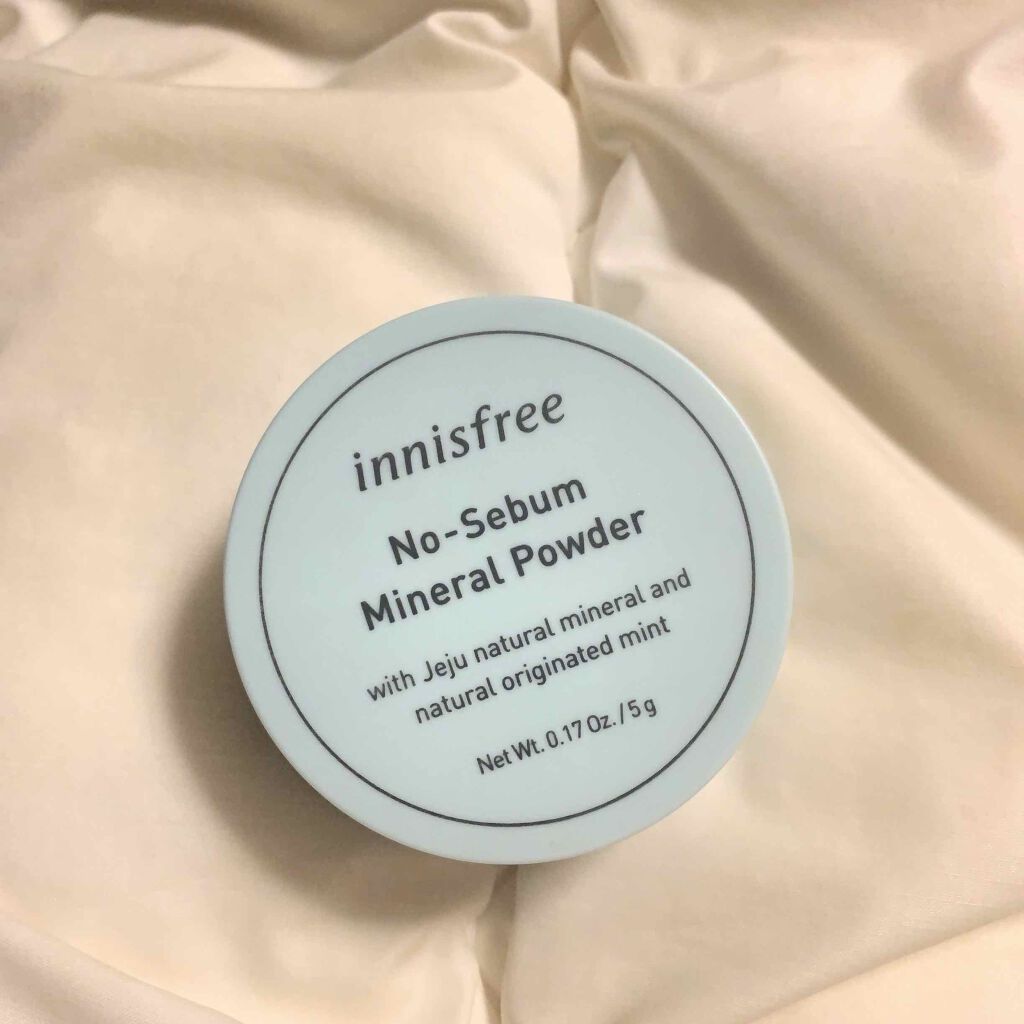 innisfree
No-Sebum
Mineral Powder
with Jeju natural mineral and
natural originated mint
Net Wt. 0.17 Oz. / 5 g